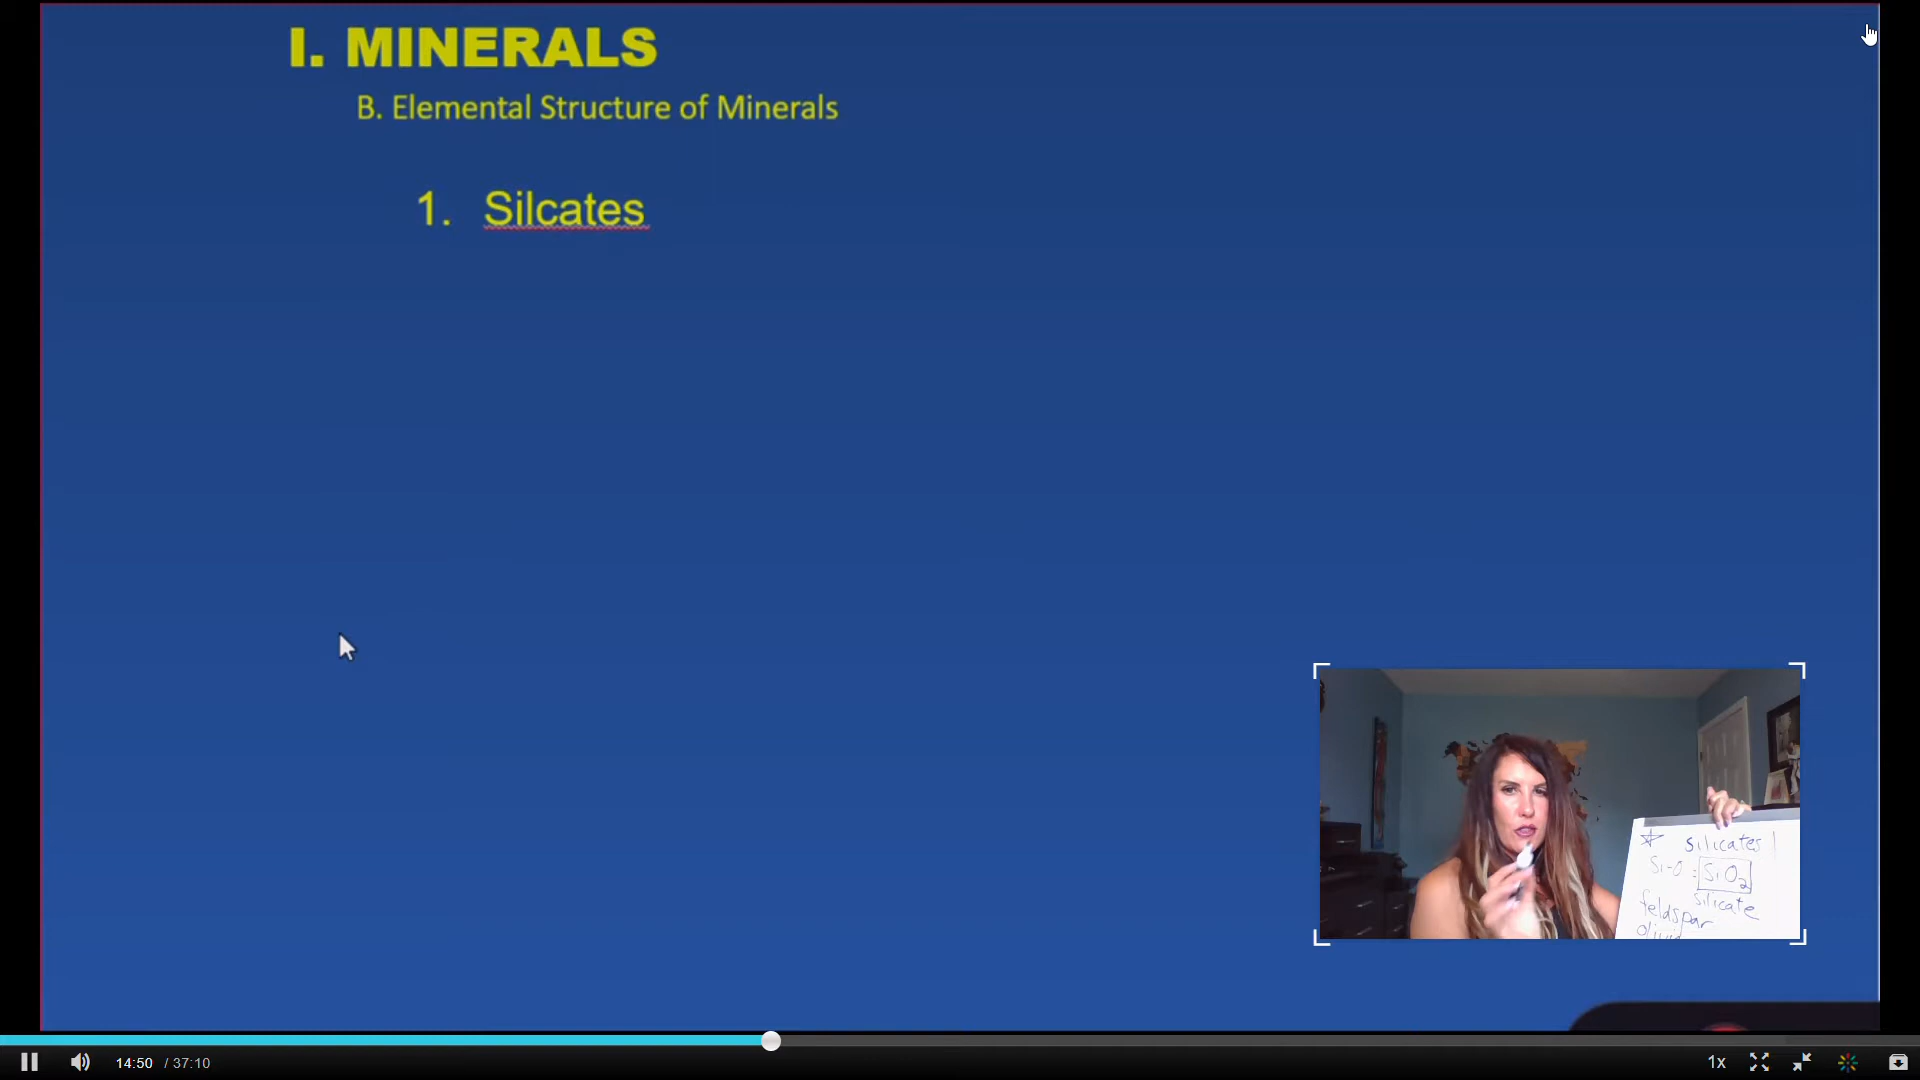 I. MINERALS
B. Elemental Structure of Minerals
1. Silcates
☆ silicates
Si-O = SiO2
silicate
feldspar
14:50 / 37:10
1x